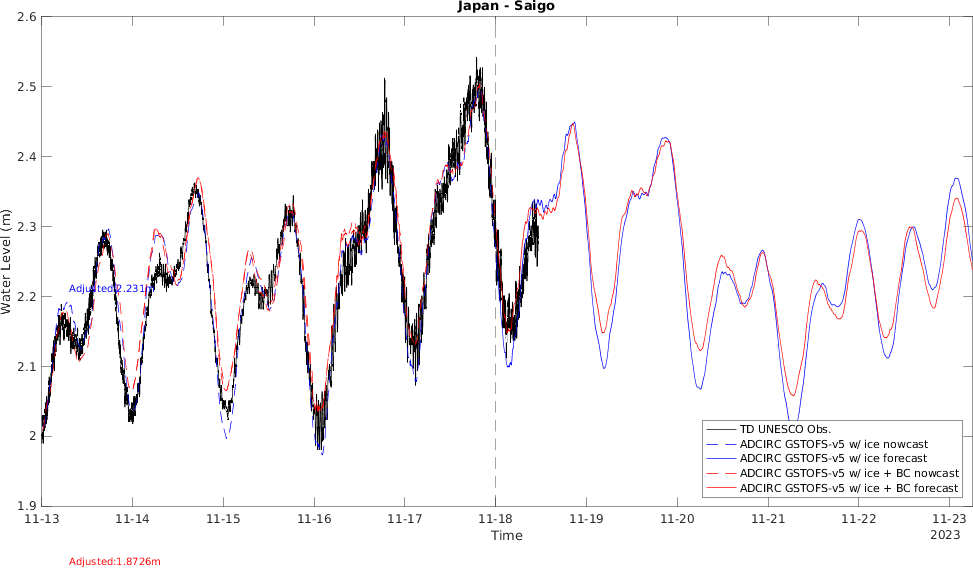 Japan - Saigo
2.6
2.5
2.4
2.3
2.2
2.1
2
1.9
Water Level (m)
Adjusted:2.231m
TD UNESCO Obs.
ADCIRC GSTOFS-v5 w/ ice nowcast
ADCIRC GSTOFS-v5 w/ ice forecast
ADCIRC GSTOFS-v5 w/ ice + BC nowcast
ADCIRC GSTOFS-v5 w/ ice + BC forecast
11-13 11-14 11-15 11-16 11-17 11-18 11-19 11-20 11-21 11-22 11-23
Time
2023
Adjusted:1.8726m